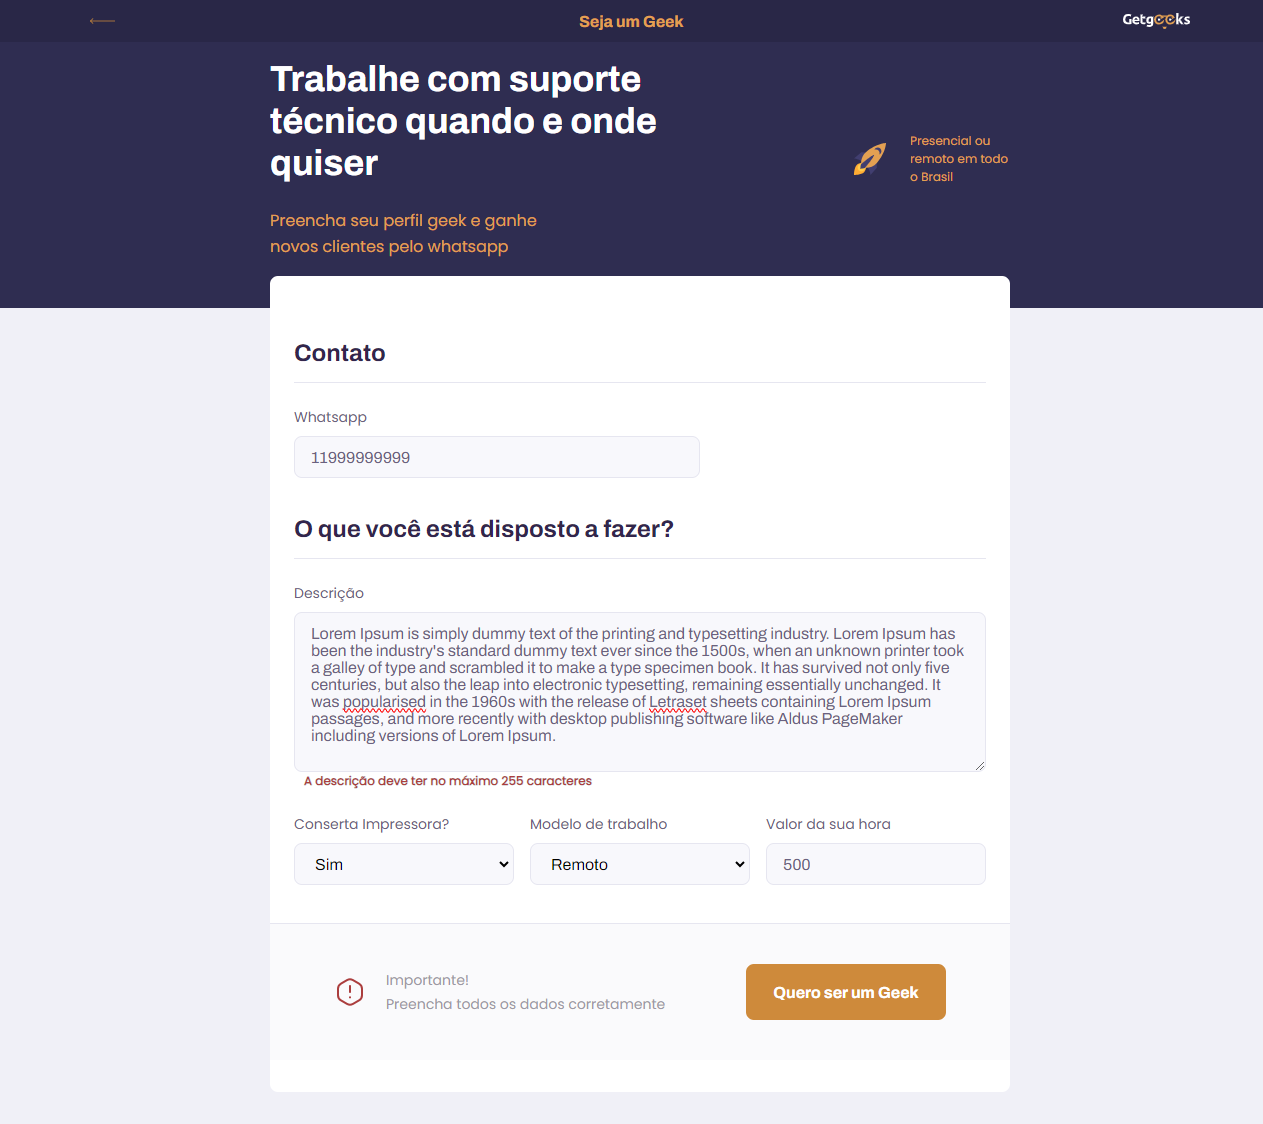 Seja um Geek
Getgeeks
Trabalhe com suporte
técnico quando e onde
quiser
Presencial ou
remoto em todo
o Brasil
Preencha seu perfil geek e ganhe
novos clientes pelo whatsapp
Contato
Whatsapp
11999999999
O que você está disposto a fazer?
Descrição
Lorem Ipsum is simply dummy text of the printing and typesetting industry. Lorem Ipsum has
been the industry's standard dummy text ever since the 1500s, when an unknown printer took
a galley of type and scrambled it to make a type specimen book. It has survived not only five
centuries, but also the leap into electronic typesetting, remaining essentially unchanged. It
was popularised in the 1960s with the release of Letraset sheets containing Lorem Ipsum
passages, and more recently with desktop publishing software like Aldus PageMaker
including versions of Lorem Ipsum.
A descrição deve ter no máximo 255 caracteres
Conserta Impressora? Modelo de trabalho Valor da sua hora
Sim Remoto 500
Importante!
Preencha todos os dados corretamente
Quero ser um Geek